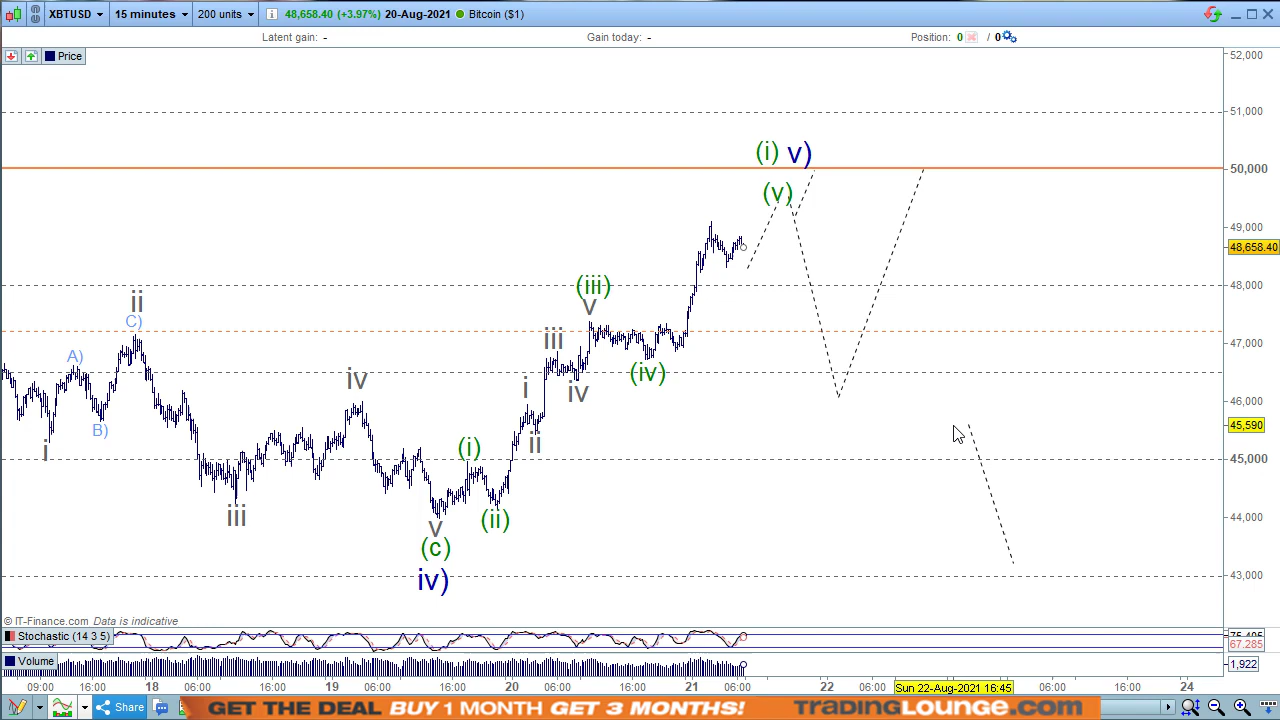 XBTUSD 15 minutes 200 units 48,658.40 (+3.97%) 20-Aug-2021 Bitcoin ($1)
Latent gain: - Gain today: - Position: 0 / 0
Price
52,000
51,000
(i) v)
50,000
(v)
49,000
48,658.40
(iii)
48,000
ii
v
C)
iii
47,000
A)
(iv)
iv
i
iv
46,000
B)
45,590
i
ii
(i)
45,000
iii
(ii)
44,000
v
(c)
iv)
43,000
© IT-Finance.com Data is indicative
Stochastic (14 3 5)
67.285
Volume
1,922
09:00 16:00 18 06:00 16:00 19 06:00 16:00 20 06:00 16:00 21 06:00 22 06:00 Sun 22-Aug-2021 16:45 06:00 16:00 24
Share
GET THE DEAL BUY 1 MONTH GET 3 MONTHS! TRADINGLOUNGE.COM